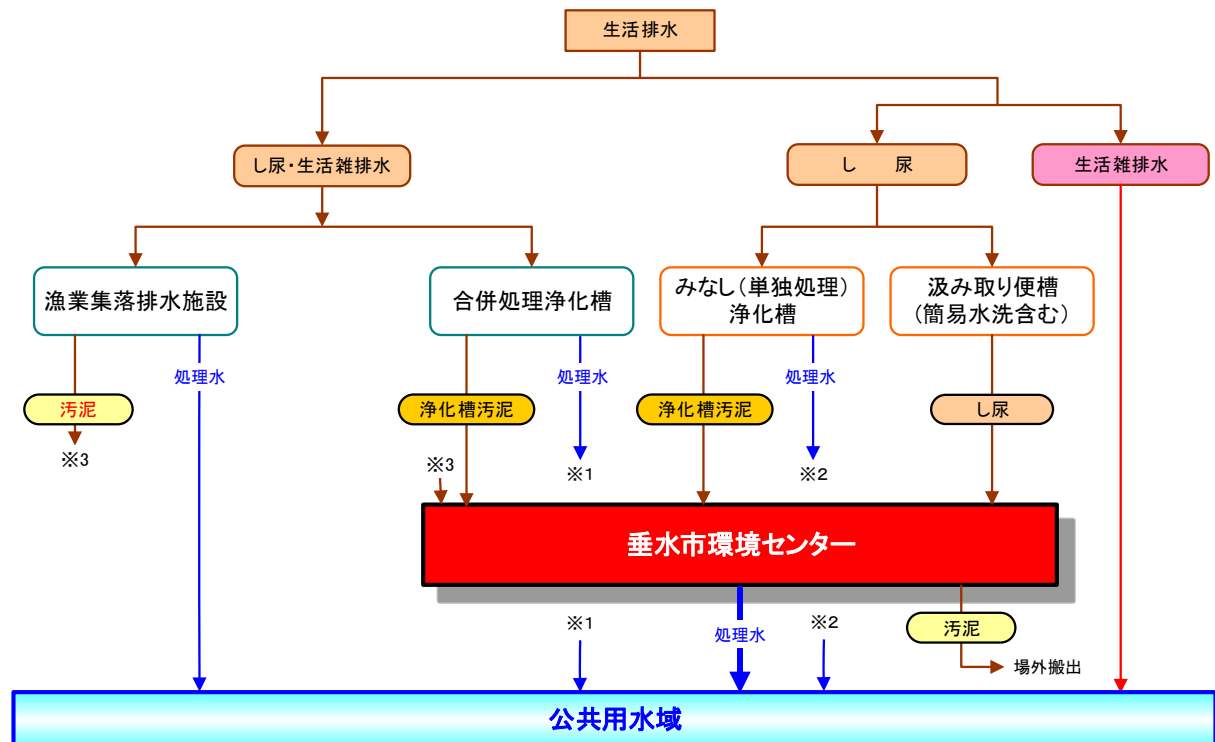 生活排水
し尿・生活雑排水
し　尿
生活雑排水
漁業集落排水施設
合併処理浄化槽
みなし（単独処理）
浄化槽
汲み取り便槽
（簡易水洗含む）
処理水
処理水
処理水
汚泥
浄化槽汚泥
浄化槽汚泥
し尿
※3
※3
※1
※2
垂水市環境センター
※1
処理水
※2
汚泥
場外搬出
公共用水域